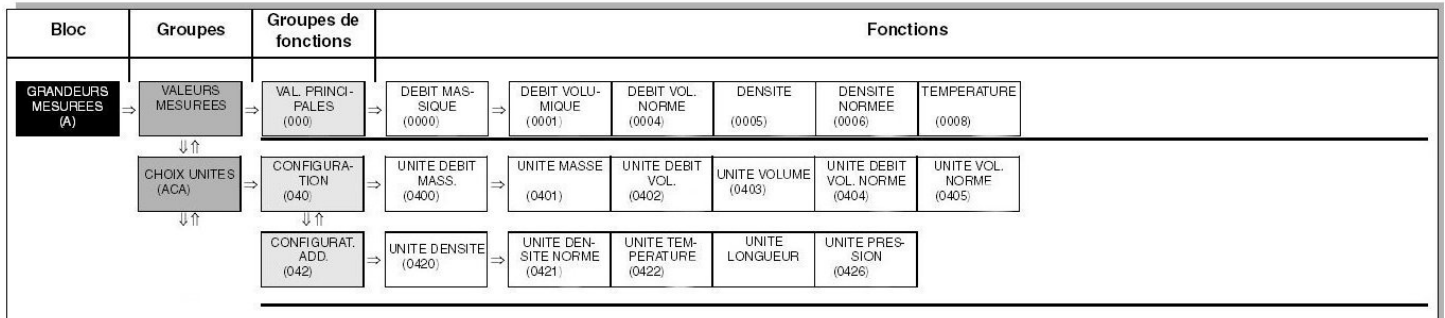 Bloc
Groupes
Groupes de
fonctions
Fonctions
GRANDEURS
MESUREES
(A)
⇒
VALEURS
MESUREES
⇒
VAL. PRINCI-
PALES
(000)
⇒
DEBIT MAS-
SIQUE
(0000)
⇒
DEBIT VOLU-
MIQUE
(0001)
DEBIT VOL.
NORME
(0004)
DENSITE
(0005)
DENSITE
NORMEE
(0006)
TEMPERATURE
(0008)
⇓⇑
CHOIX UNITES
(ACA)
⇒
CONFIGURA-
TION
(040)
⇒
UNITE DEBIT
MASS.
(0400)
⇒
UNITE MASSE
(0401)
UNITE DEBIT
VOL.
(0402)
UNITE VOLUME
(0403)
UNITE DEBIT
VOL. NORME
(0404)
UNITE VOL.
NORME
(0405)
⇓⇑
⇓⇑
CONFIGURAT.
ADD.
(042)
⇒
UNITE DENSITE
(0420)
⇒
UNITE DEN-
SITE NORME
(0421)
UNITE TEM-
PERATURE
(0422)
UNITE
LONGUEUR
UNITE PRES-
SION
(0426)